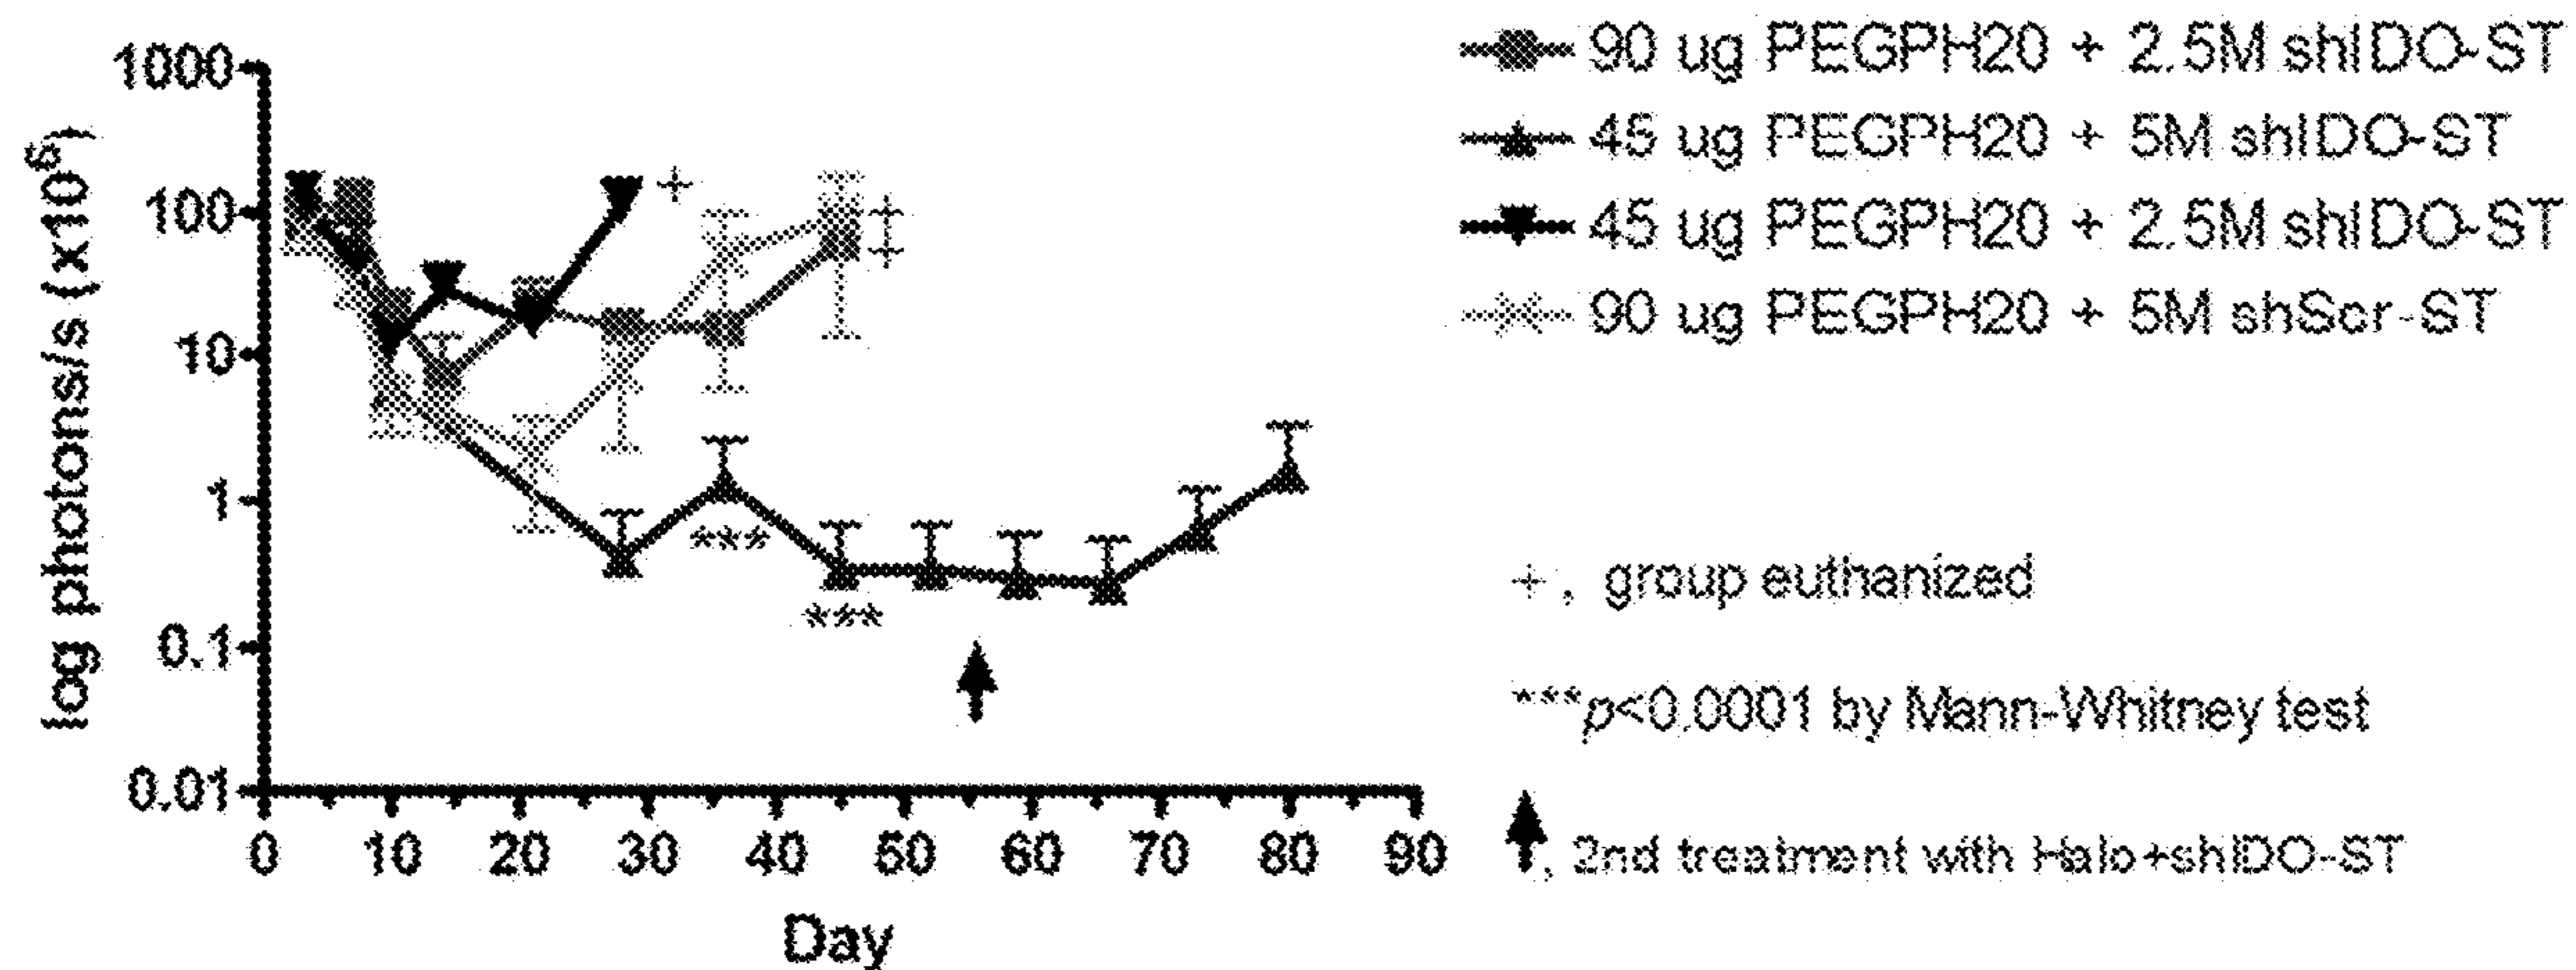 log photons/s (x10⁶)
1000
100
10
1
0.1
0.01
0 10 20 30 40 50 60 70 80 90
Day
90 ug PEGPH20 + 2.5M shIDO-ST
45 ug PEGPH20 + 5M shIDO-ST
45 ug PEGPH20 + 2.5M shIDO-ST
90 ug PEGPH20 + 5M shScr-ST
+
+
+
***
***
+, group euthanized
***p<0.0001 by Mann-Whitney test
, 2nd treatment with Halo+shIDO-ST